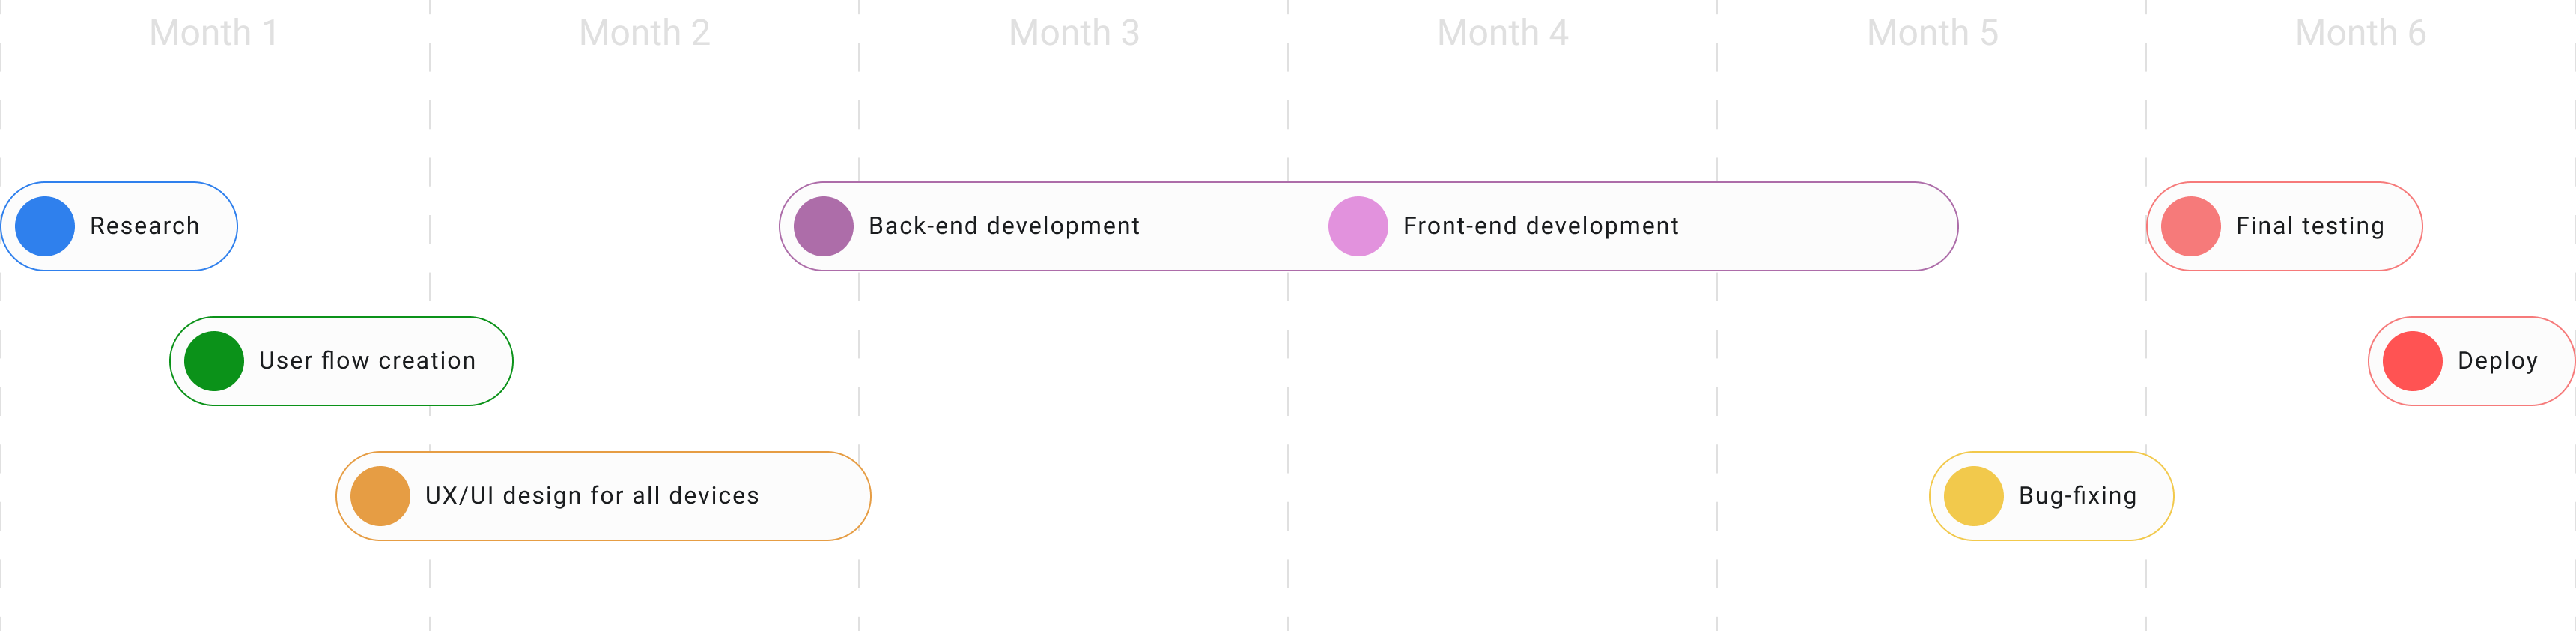 Month 1
Month 2
Month 3
Month 4
Month 5
Month 6
Research
Back-end development
Front-end development
Final testing
User flow creation
Deploy
UX/UI design for all devices
Bug-fixing